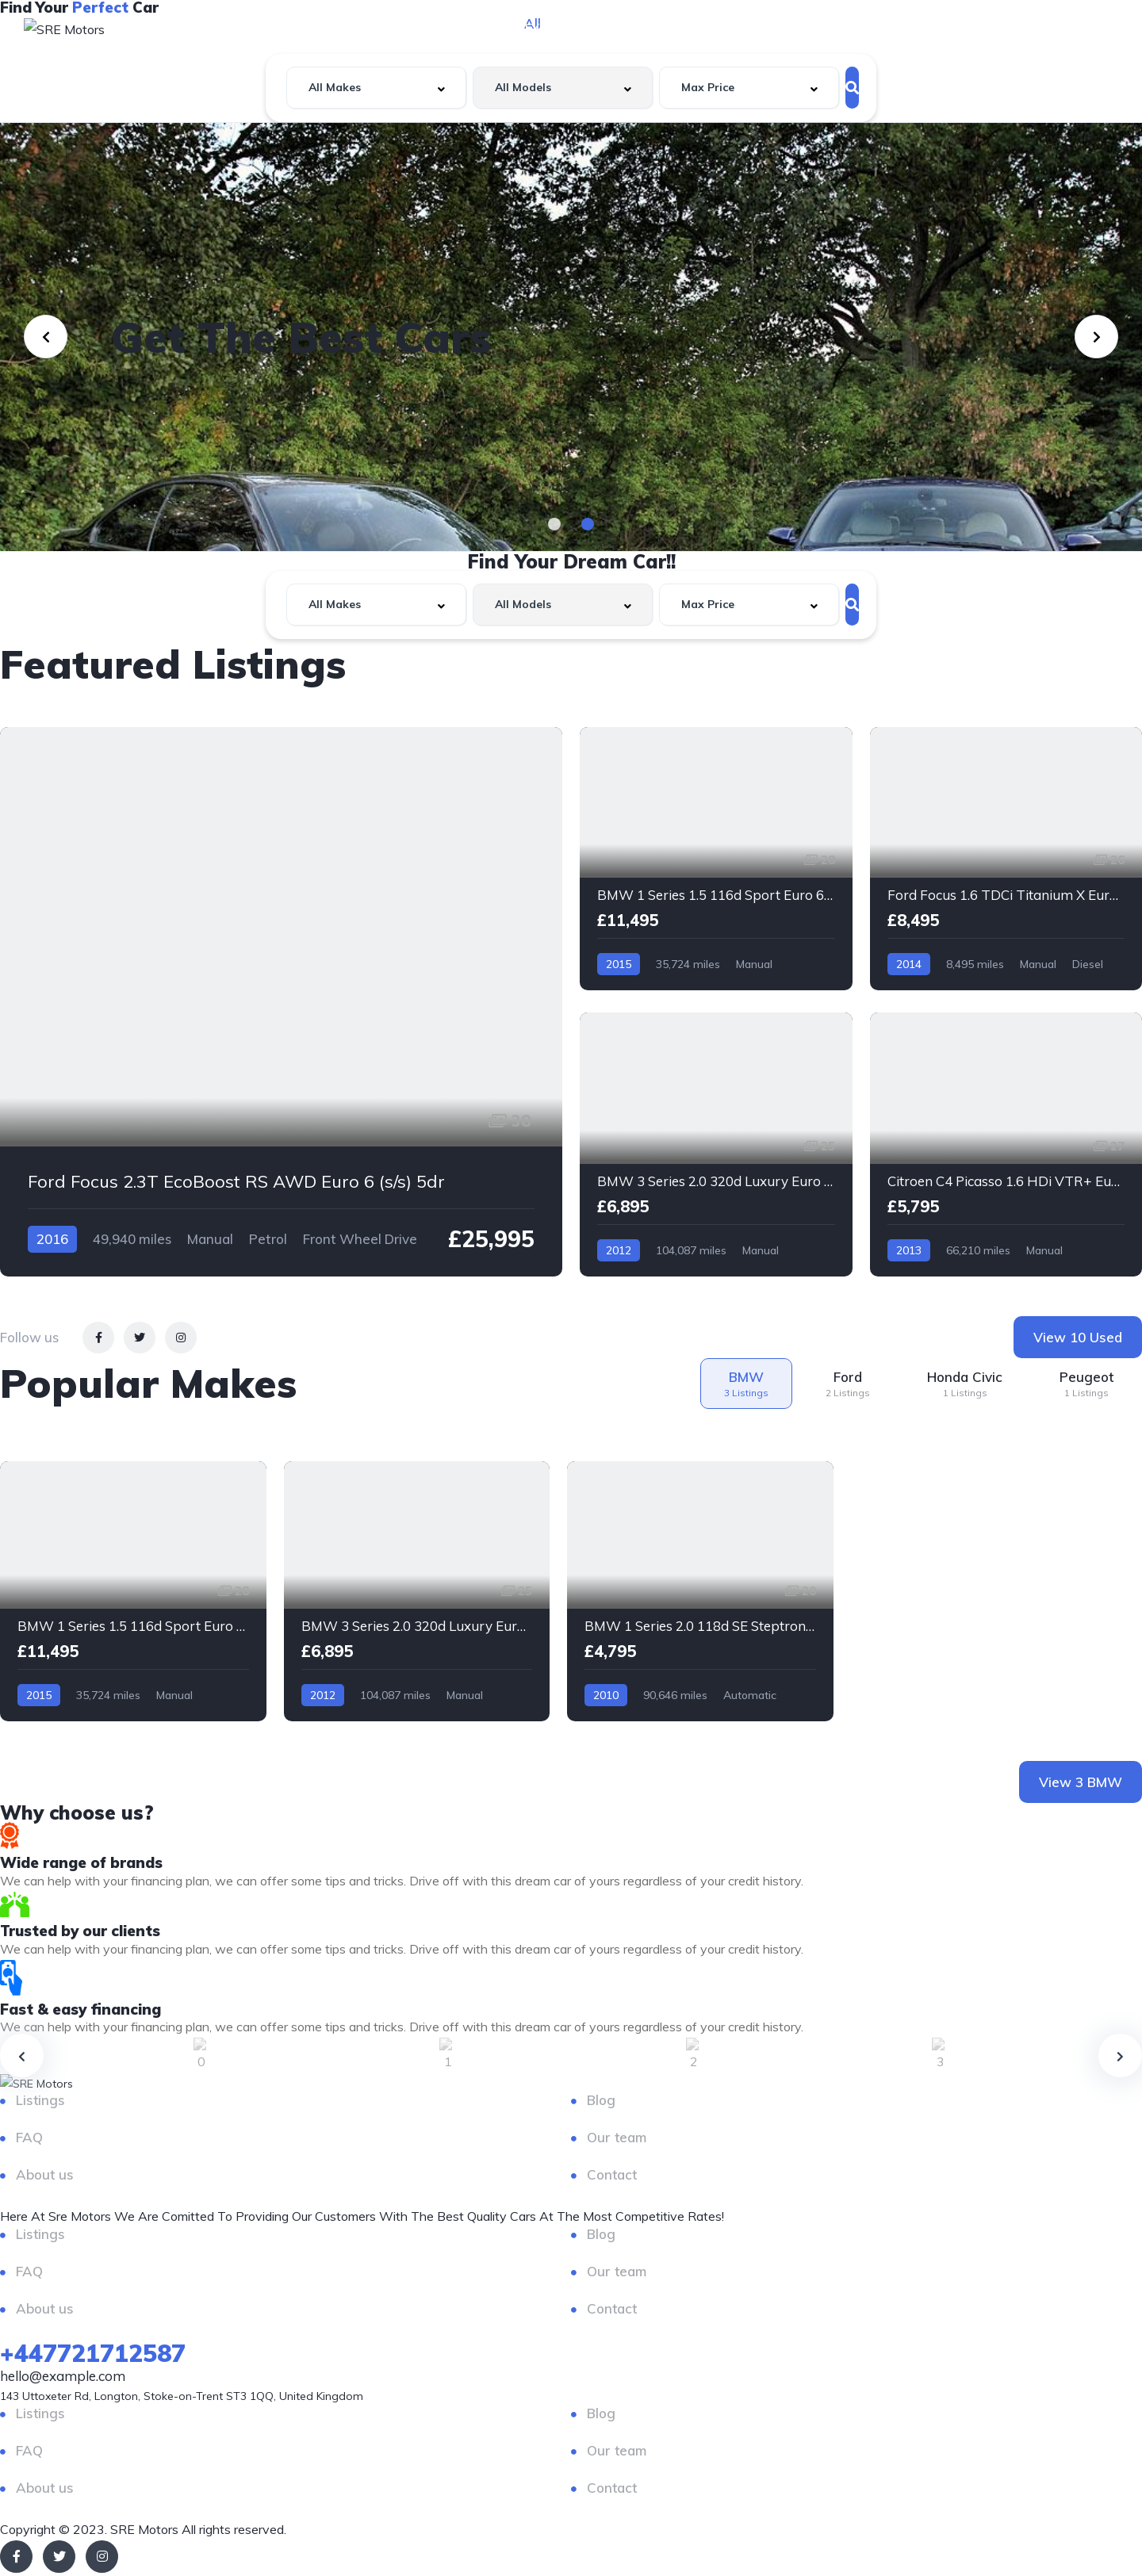 Find Your Perfect Car
SRE Motors
All
All Makes
All Models
Max Price
Get The Best Cars
Find Your Dream Car!!
All Makes
All Models
Max Price
Featured Listings
38
Ford Focus 2.3T EcoBoost RS AWD Euro 6 (s/s) 5dr
2016 49,940 miles Manual Petrol Front Wheel Drive £25,995
BMW 1 Series 1.5 116d Sport Euro 6...
£11,495
2015 35,724 miles Manual
Ford Focus 1.6 TDCi Titanium X Eur...
£8,495
2014 8,495 miles Manual Diesel
BMW 3 Series 2.0 320d Luxury Euro ...
£6,895
2012 104,087 miles Manual
Citroen C4 Picasso 1.6 HDi VTR+ Eu...
£5,795
2013 66,210 miles Manual
Follow us
View 10 Used
Popular Makes
BMW
3 Listings
Ford
2 Listings
Honda Civic
1 Listings
Peugeot
1 Listings
BMW 1 Series 1.5 116d Sport Euro ...
£11,495
2015 35,724 miles Manual
BMW 3 Series 2.0 320d Luxury Eur...
£6,895
2012 104,087 miles Manual
BMW 1 Series 2.0 118d SE Steptron...
£4,795
2010 90,646 miles Automatic
View 3 BMW
Why choose us?
Wide range of brands
We can help with your financing plan, we can offer some tips and tricks. Drive off with this dream car of yours regardless of your credit history.
Trusted by our clients
We can help with your financing plan, we can offer some tips and tricks. Drive off with this dream car of yours regardless of your credit history.
Fast & easy financing
We can help with your financing plan, we can offer some tips and tricks. Drive off with this dream car of yours regardless of your credit history.
0
1
2
3
SRE Motors
Listings
Blog
FAQ
Our team
About us
Contact
Here At Sre Motors We Are Comitted To Providing Our Customers With The Best Quality Cars At The Most Competitive Rates!
Listings
Blog
FAQ
Our team
About us
Contact
+447721712587
hello@example.com
143 Uttoxeter Rd, Longton, Stoke-on-Trent ST3 1QQ, United Kingdom
Listings
Blog
FAQ
Our team
About us
Contact
Copyright © 2023. SRE Motors All rights reserved.